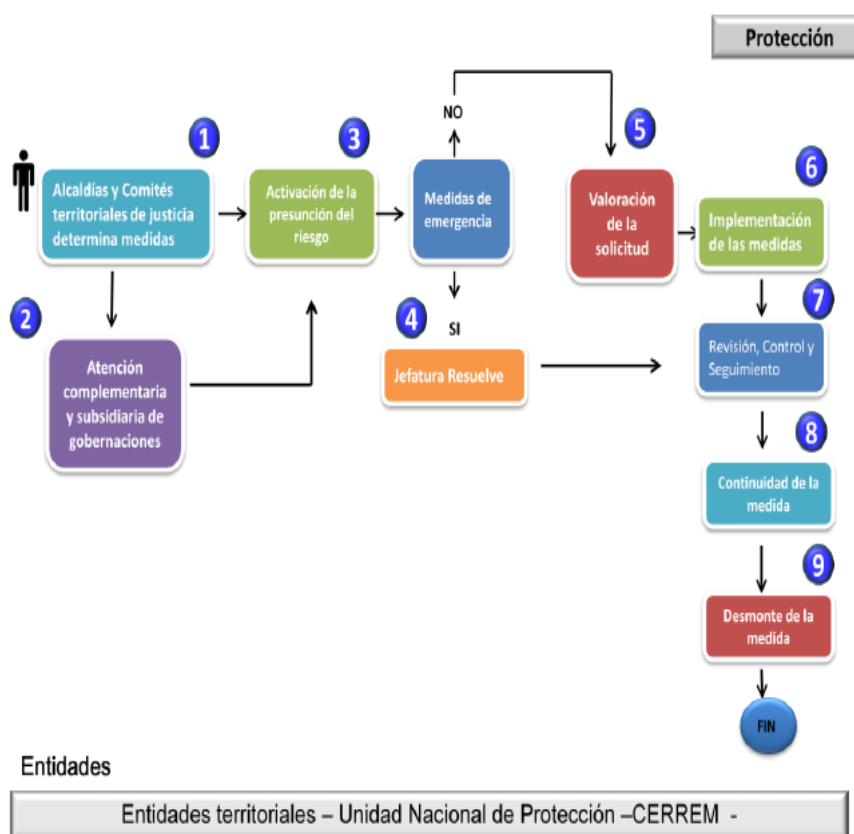 Protección
1
Alcaldías y Comités
territoriales de justicia
determina medidas
2
Atención
complementaria
y subsidiaria de
gobernaciones
3
Activación de la
presunción del
riesgo
NO
Medidas de
emergencia
SI
4
Jefatura Resuelve
5
Valoración
de la
solicitud
6
Implementación
de las medidas
7
Revisión, Control y
Seguimiento
8
Continuidad de la
medida
9
Desmonte de la
medida
FIN
Entidades
Entidades territoriales – Unidad Nacional de Protección –CERREM -